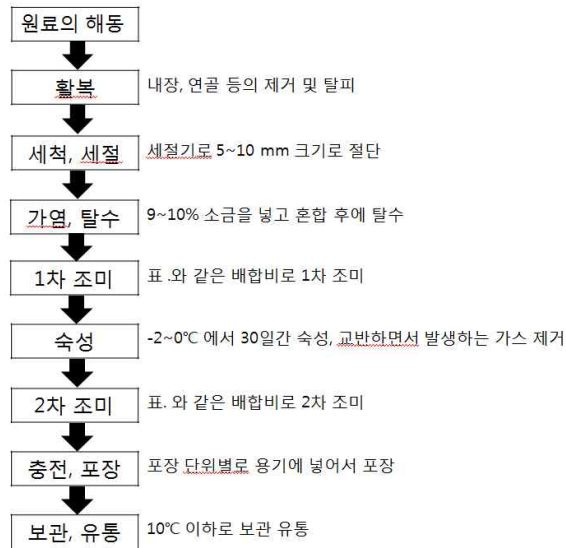 원료의 해동
활복 내장, 연골 등의 제거 및 탈피
세척, 세절 세절기로 5~10 mm 크기로 절단
가염, 탈수 9~10% 소금을 넣고 혼합 후에 탈수
1차 조미 표 .와 같은 배합비로 1차 조미
숙성 -2~0℃ 에서 30일간 숙성, 교반하면서 발생하는 가스 제거
2차 조미 표. 와 같은 배합비로 2차 조미
충전, 포장 포장 단위별로 용기에 넣어서 포장
보관, 유통 10℃ 이하로 보관 유통